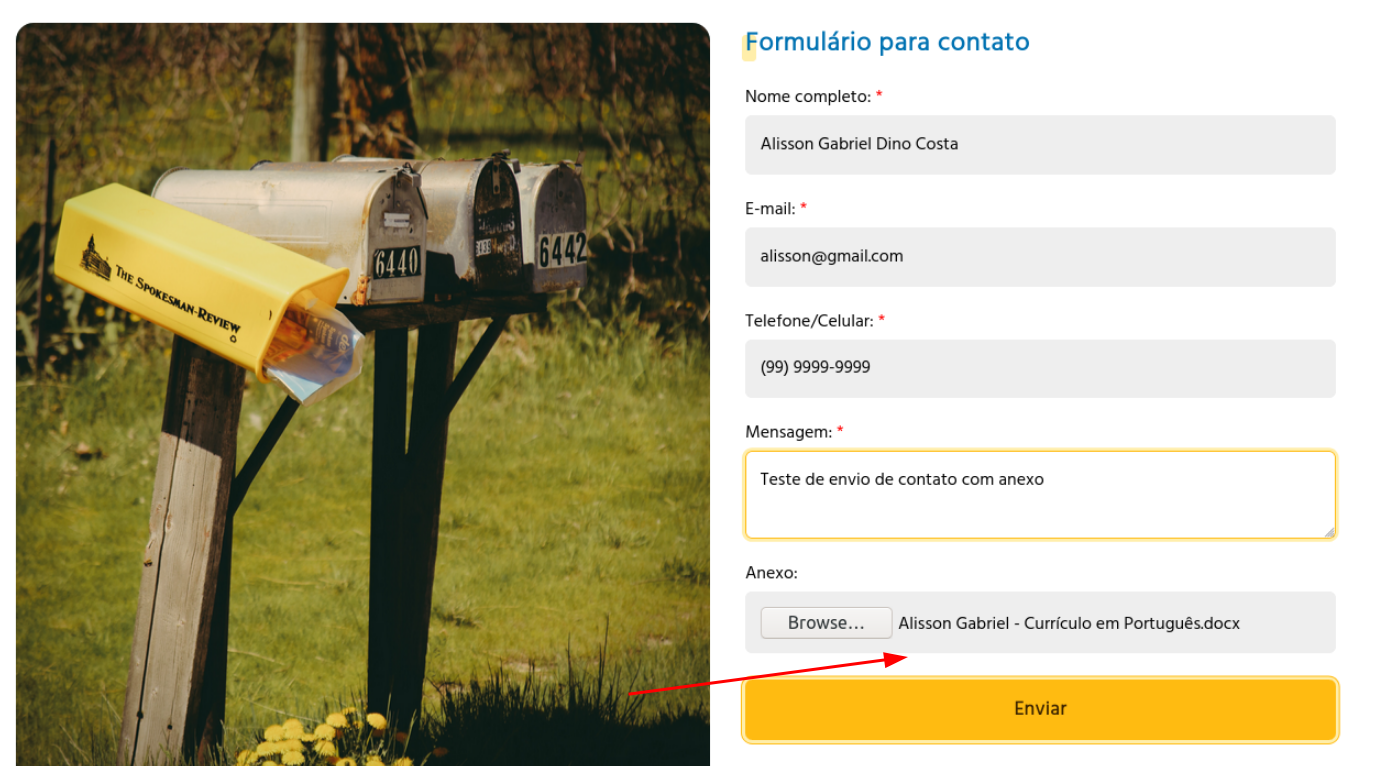 Formulário para contato
Nome completo: *
Alisson Gabriel Dino Costa
E-mail: *
alisson@gmail.com
Telefone/Celular: *
(99) 9999-9999
Mensagem: *
Teste de envio de contato com anexo
Anexo:
Browse... Alisson Gabriel - Currículo em Português.docx
Enviar
THE SPOKESMAN-REVIEW
6440
6442